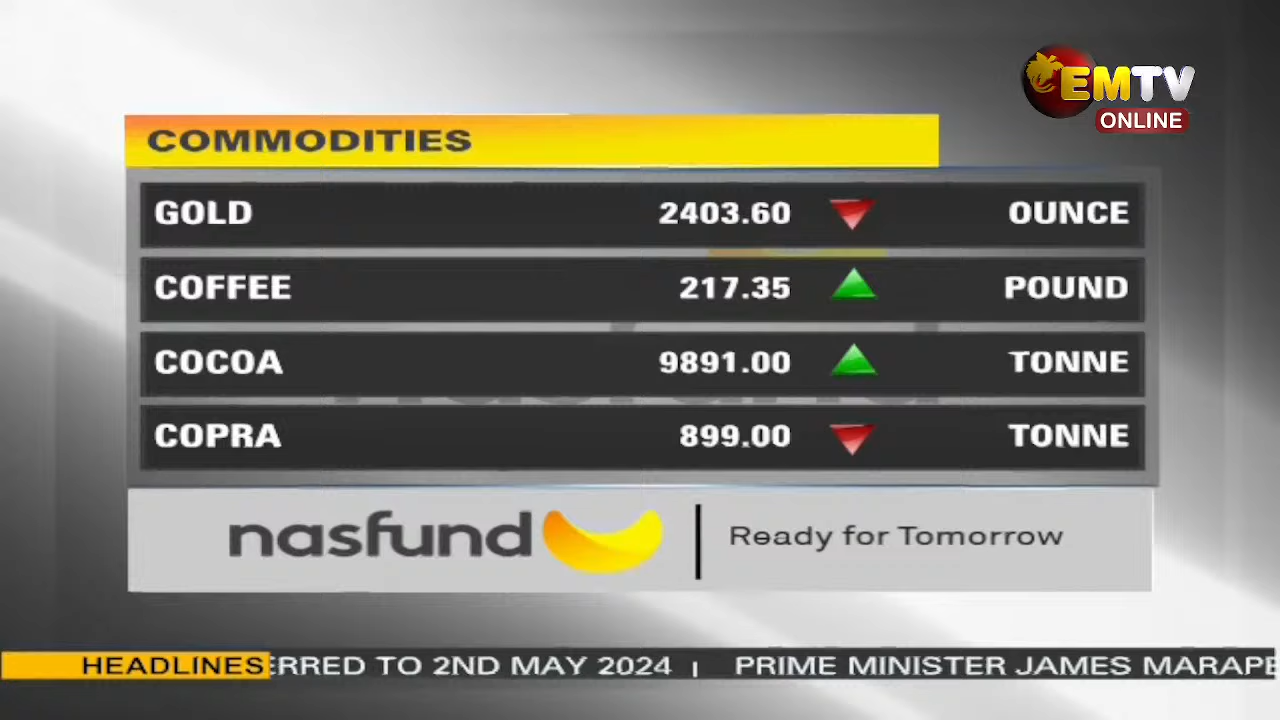 EMTV
ONLINE
COMMODITIES
GOLD 2403.60 OUNCE
COFFEE 217.35 POUND
COCOA 9891.00 TONNE
COPRA 899.00 TONNE
nasfund Ready for Tomorrow
HEADLINES ERRED TO 2ND MAY 2024 | PRIME MINISTER JAMES MARAPE